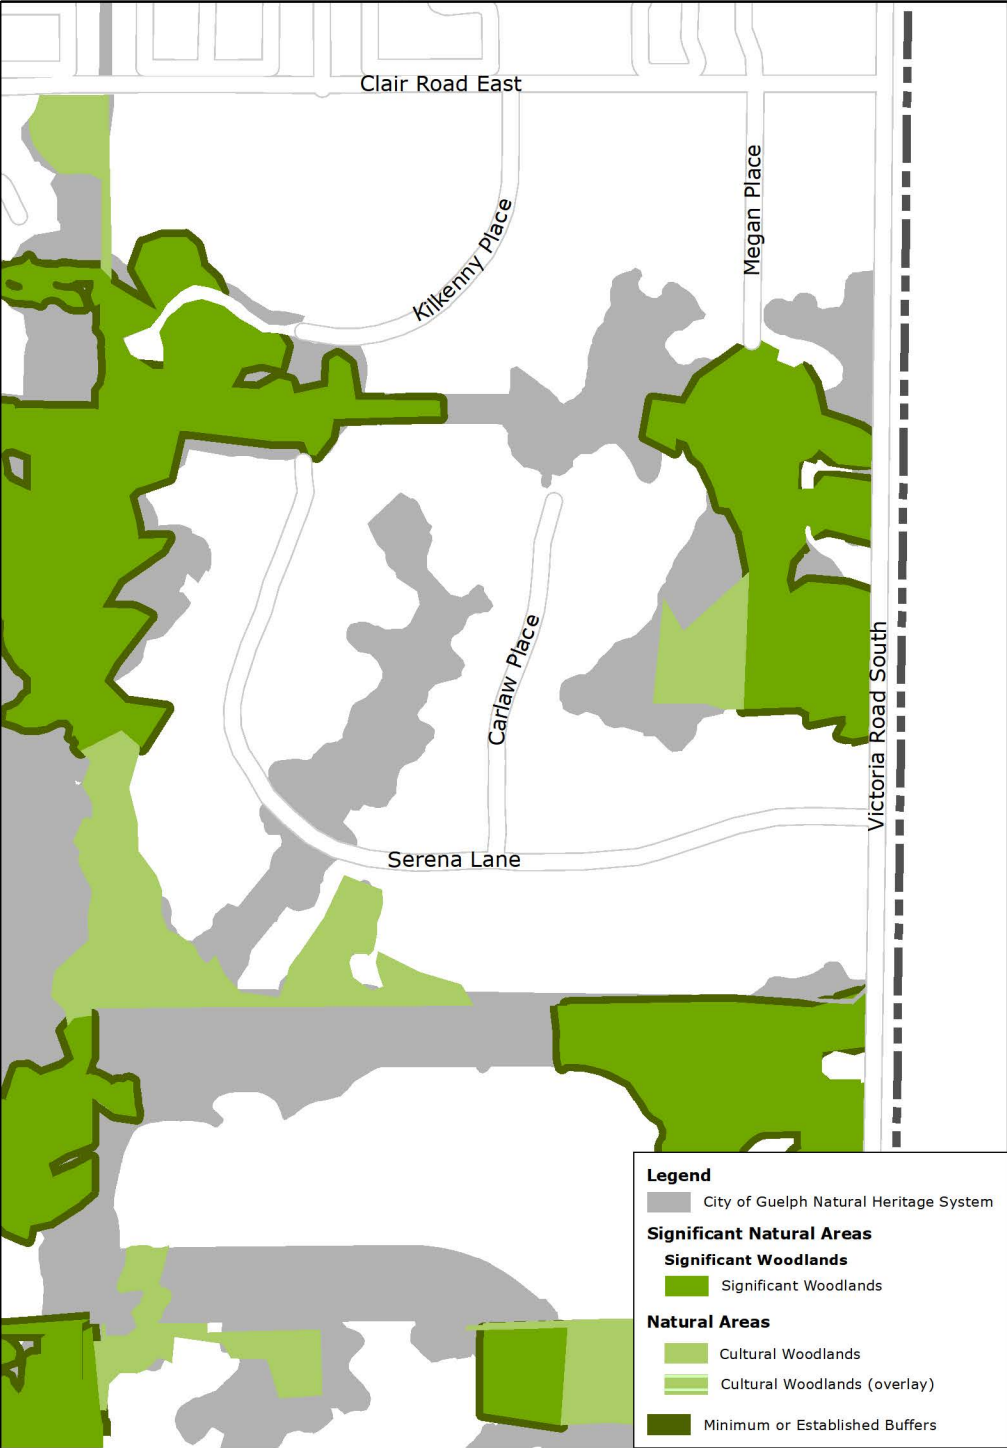 Clair Road East
Megan Place
Kilkenny Place
Carlaw Place
Victoria Road South
Serena Lane
Legend
City of Guelph Natural Heritage System
Significant Natural Areas
Significant Woodlands
Significant Woodlands
Natural Areas
Cultural Woodlands
Cultural Woodlands (overlay)
Minimum or Established Buffers